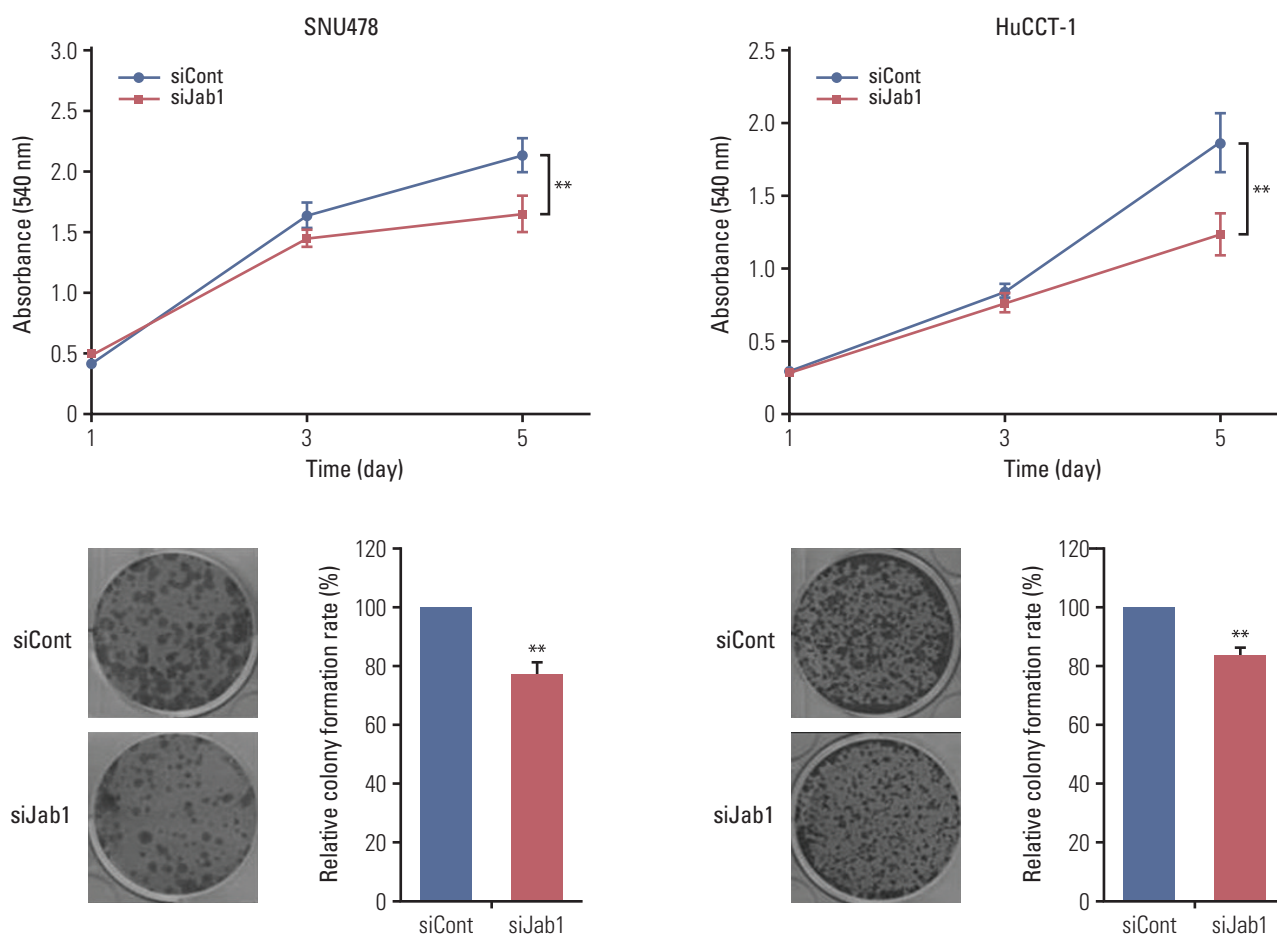 SNU478
3.0
2.5
2.0
1.5
1.0
0.5
0
Absorbance (540 nm)
siCont
siJab1
**
1 3 5
Time (day)
HuCCT-1
2.5
2.0
1.5
1.0
0.5
0
Absorbance (540 nm)
siCont
siJab1
**
1 3 5
Time (day)
siCont
siJab1
120
100
80
60
40
20
0
Relative colony formation rate (%)
**
siCont siJab1
siCont
siJab1
120
100
80
60
40
20
0
Relative colony formation rate (%)
**
siCont siJab1